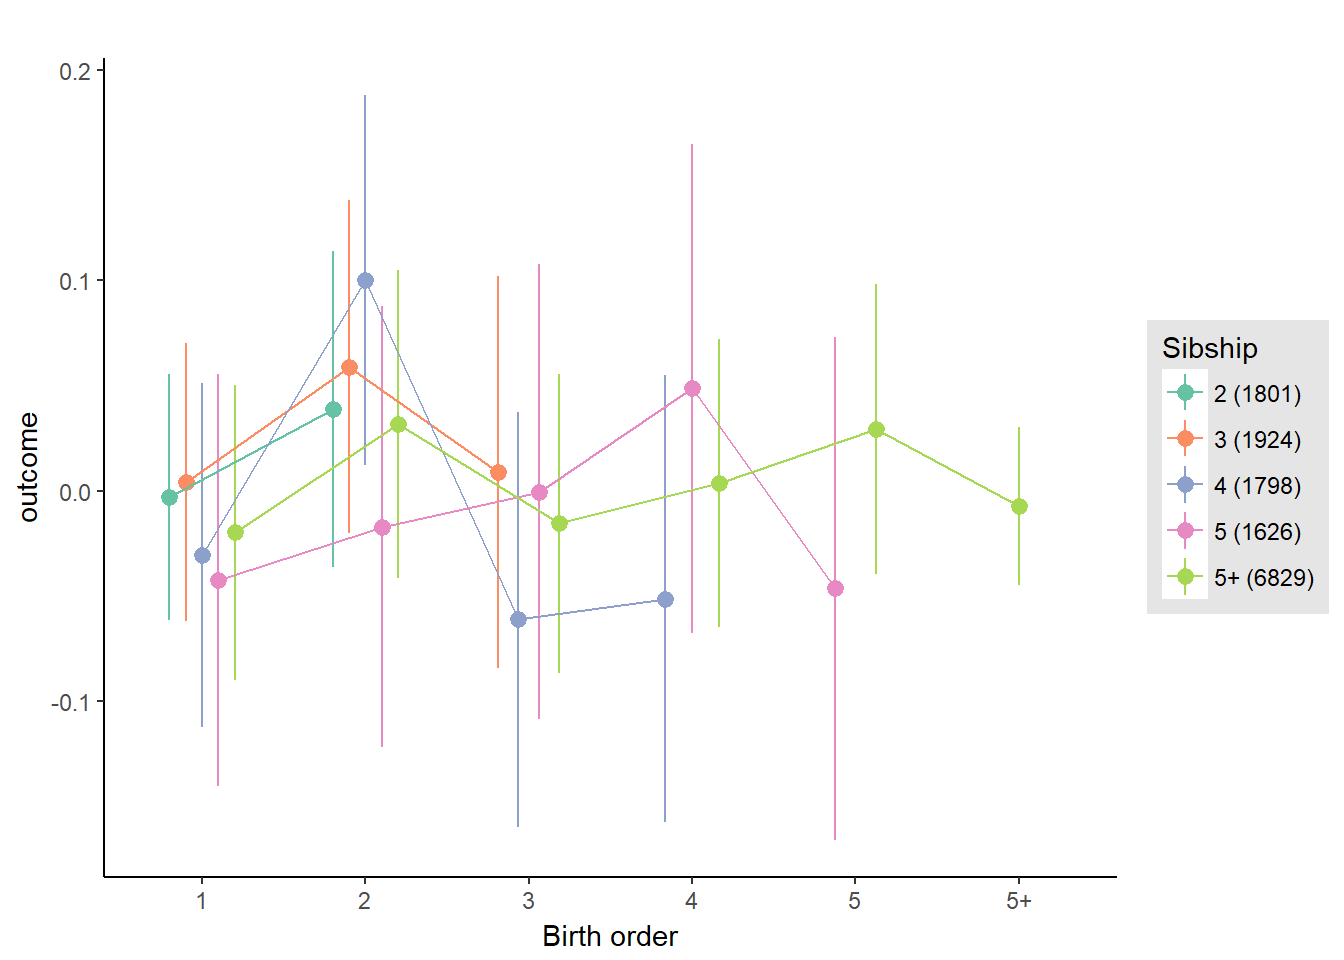 0.2
0.1
0.0
-0.1
outcome
1 2 3 4 5 5+
Birth order
Sibship
2 (1801)
3 (1924)
4 (1798)
5 (1626)
5+ (6829)